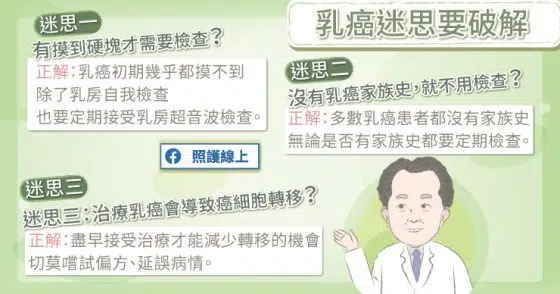 乳癌迷思要破解
迷思一
有摸到硬塊才需要檢查？
正解：乳癌初期幾乎都摸不到
除了乳房自我檢查
也要定期接受乳房超音波檢查。
迷思二
沒有乳癌家族史，就不用檢查？
正解：多數乳癌患者都沒有家族史
無論是否有家族史都要定期檢查。
照護線上
迷思三
迷思三：治療乳癌會導致癌細胞轉移？
正解：盡早接受治療才能減少轉移的機會
切莫嚐試偏方、延誤病情。